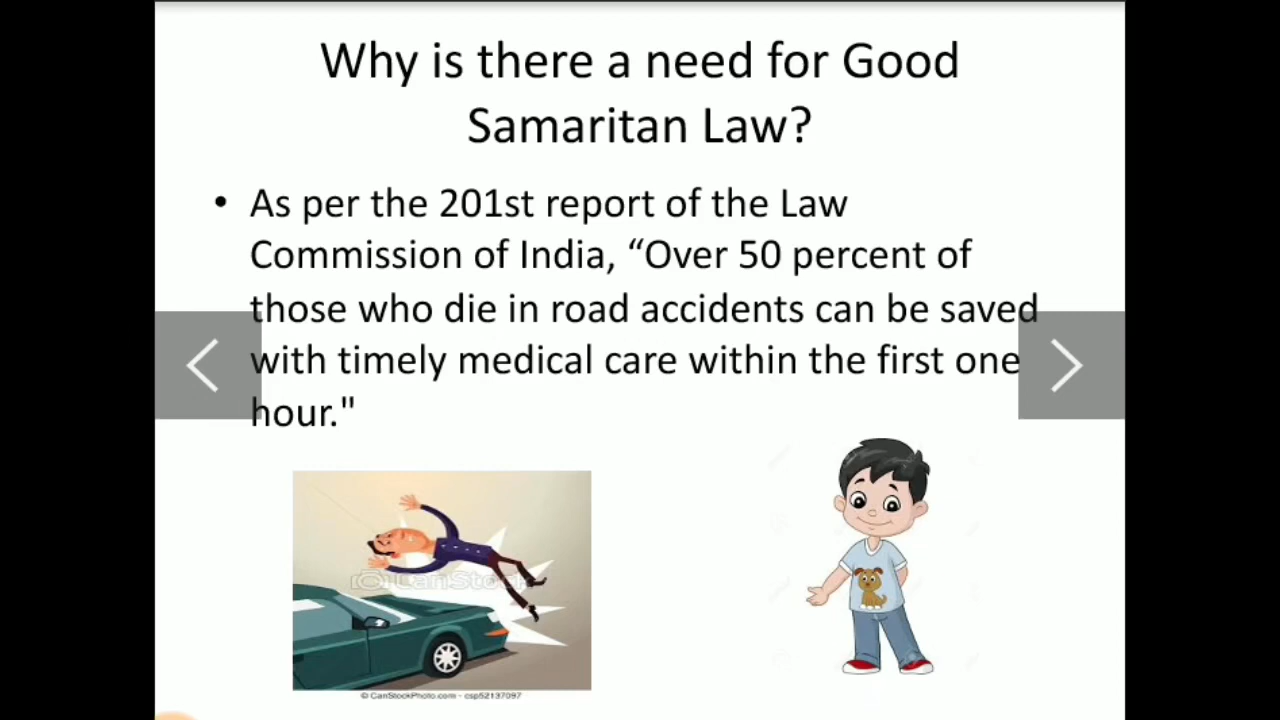 Why is there a need for Good
Samaritan Law?
• As per the 201st report of the Law
Commission of India, “Over 50 percent of
those who die in road accidents can be saved
with timely medical care within the first one
hour."
CanStock
© CanStockPhoto.com - csp52137097